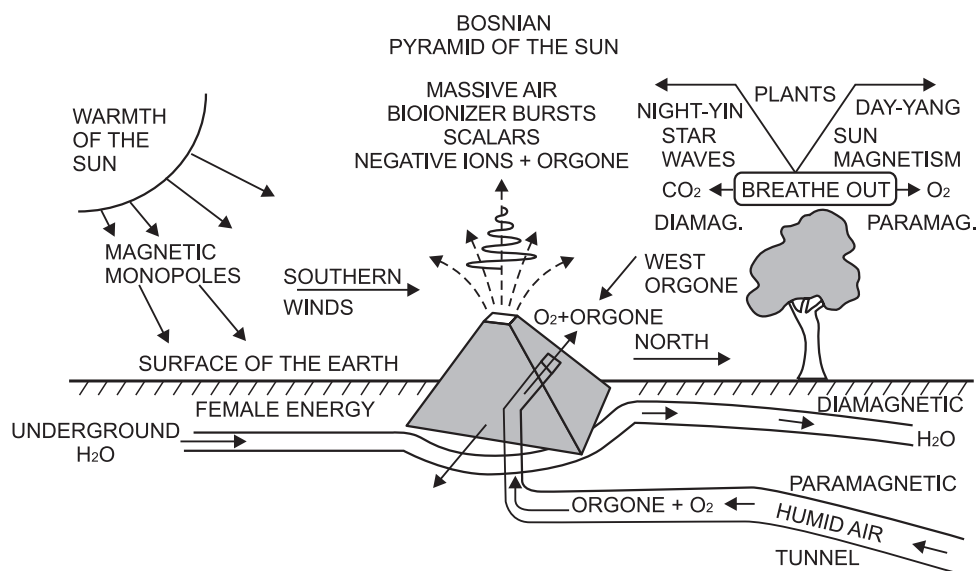 BOSNIAN
PYRAMID OF THE SUN
MASSIVE AIR
BIOIONIZER BURSTS
SCALARS
NEGATIVE IONS + ORGONE
WARMTH
OF THE
SUN
MAGNETIC
MONOPOLES
SOUTHERN
WINDS
PLANTS
NIGHT-YIN
STAR
WAVES
DAY-YANG
SUN
MAGNETISM
CO₂
BREATHE OUT
O₂
DIAMAG.
PARAMAG.
WEST
ORGONE
O₂+ORGONE
NORTH
SURFACE OF THE EARTH
FEMALE ENERGY
UNDERGROUND
H₂O
DIAMAGNETIC
H₂O
PARAMAGNETIC
ORGONE + O₂
HUMID AIR
TUNNEL